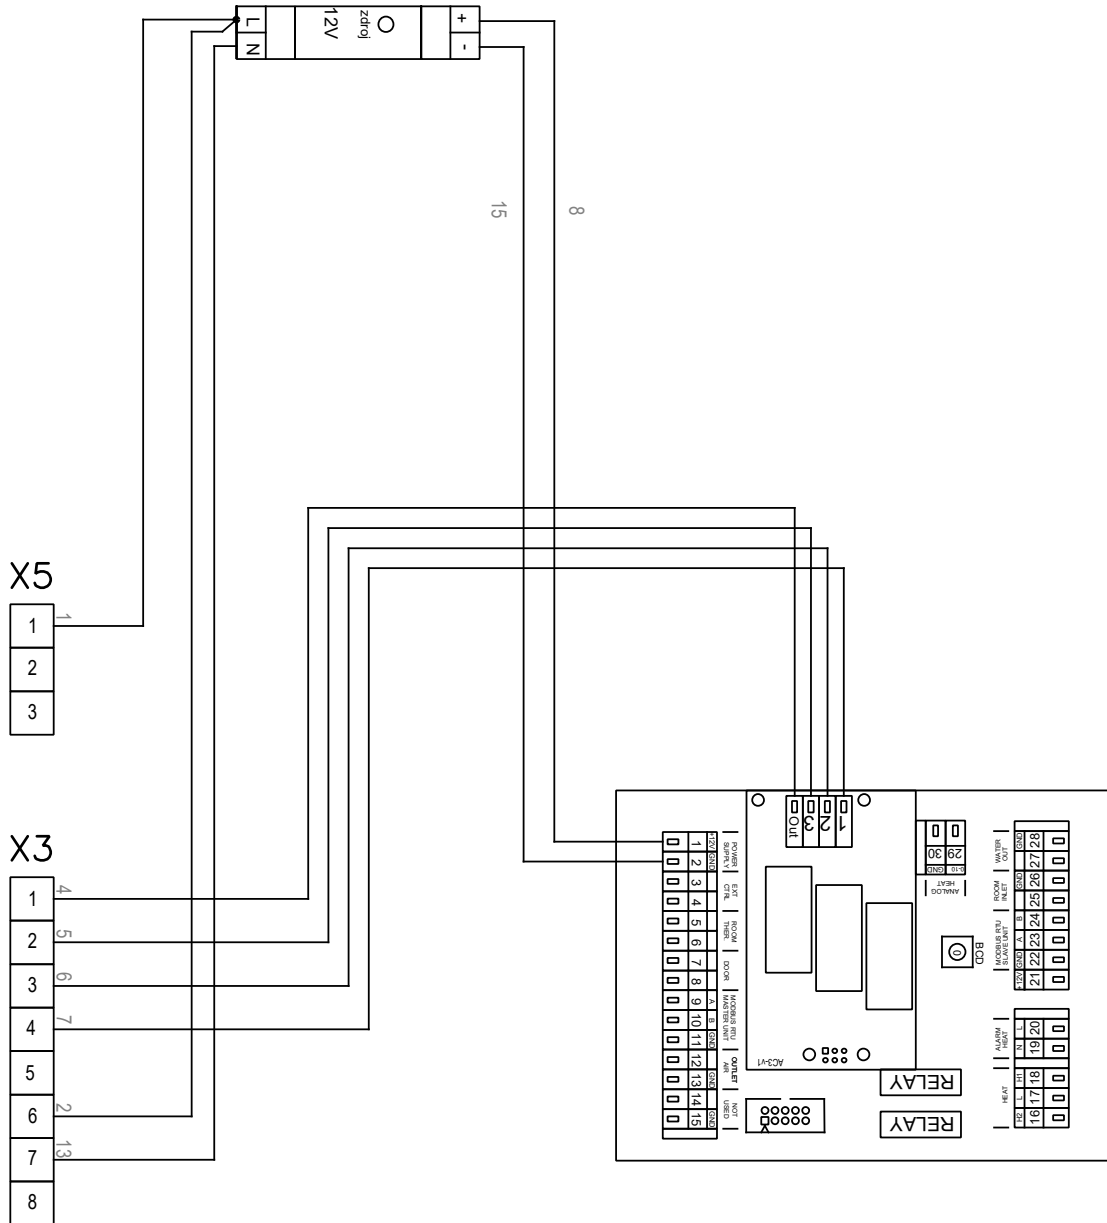 L
N
12V
zdroj
+
-
15
8
X5
1
1
2
3
X3
1
4
2
5
3
6
4
7
5
6
2
7
13
8
Out
3
2
1
1 +12V
2 GND
POWER
SUPPLY
3
4
EXT
CTRL
5
6
ROOM
THER.
7
8
DOOR
9 A
10 B
11 GND
MODBUS RTU
MASTER UNIT
12
13 GND
OUTLET
AIR
14
15 GND
NOT
USED
AC3-v1
30 29
GND 0-10
ANALOG
HEAT
BCD
0
RELAY
RELAY
WATER
OUT
GND 28
27
ROOM
INLET
GND 26
25
MODBUS RTU
SLAVE UNIT
B 24
A 23
GND 22
+12V 21
ALARM
HEAT
L 20
N 19
HEAT
H1 18
L 17
H2 16